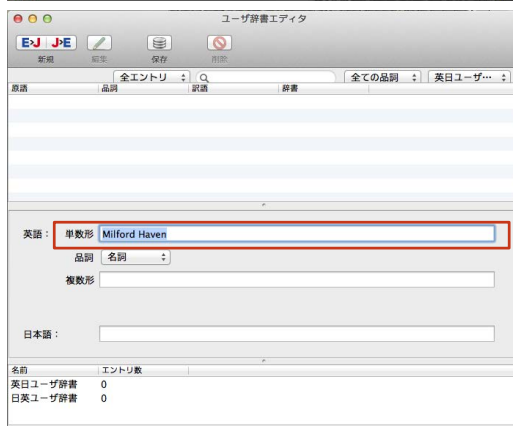 ユーザ辞書エディタ
E›J J›E
新規 編集 保存 削除
全エントリ 全ての品詞 英日ユーザ…
原語 品詞 訳語 辞書
英語： 単数形 Milford Haven
品詞 名詞
複数形
日本語：
名前 エントリ数
英日ユーザ辞書 0
日英ユーザ辞書 0